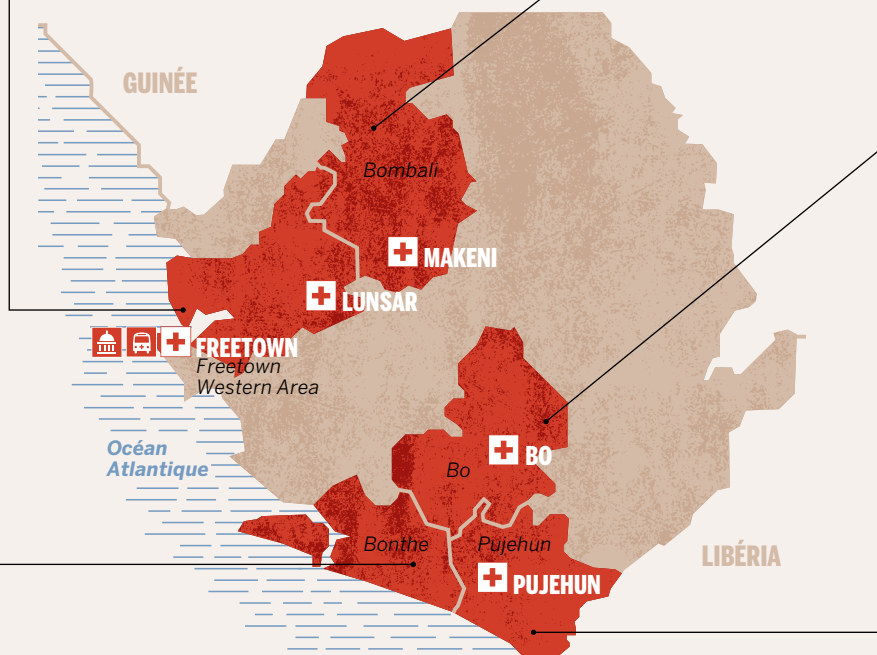 GUINÉE
Bombali
MAKENI
LUNSAR
FREETOWN
Freetown
Western Area
Océan
Atlantique
BO
Bo
Bonthe
Pujehun
LIBÉRIA
PUJEHUN